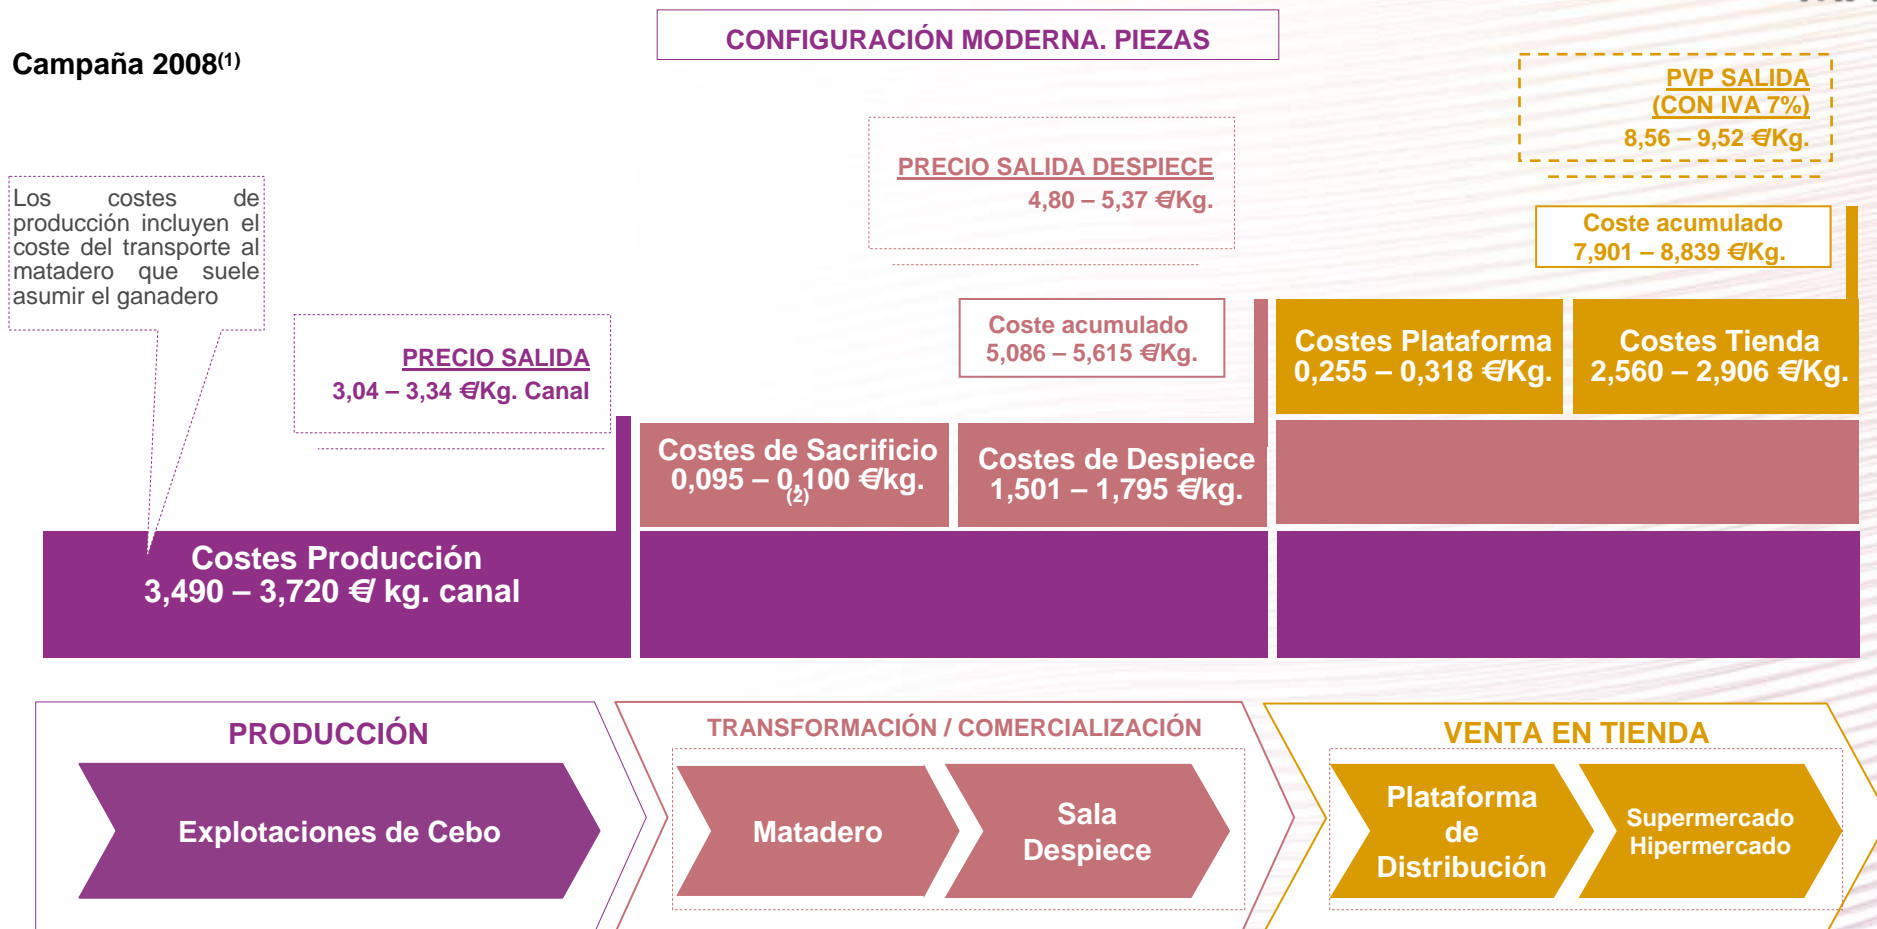 CONFIGURACIÓN MODERNA. PIEZAS
Campaña 2008(1)
PVP SALIDA
(CON IVA 7%)
8,56 – 9,52 €/Kg.
PRECIO SALIDA DESPIECE
4,80 – 5,37 €/Kg.
Los costes de
producción incluyen el
coste del transporte al
matadero que suele
asumir el ganadero
Coste acumulado
7,901 – 8,839 €/Kg.
PRECIO SALIDA
3,04 – 3,34 €/Kg. Canal
Coste acumulado
5,086 – 5,615 €/Kg.
Costes Plataforma
0,255 – 0,318 €/Kg.
Costes Tienda
2,560 – 2,906 €/Kg.
Costes de Sacrificio
0,095 – 0,100 €/kg.
(2)
Costes de Despiece
1,501 – 1,795 €/kg.
Costes Producción
3,490 – 3,720 €/ kg. canal
PRODUCCIÓN
TRANSFORMACIÓN / COMERCIALIZACIÓN
VENTA EN TIENDA
Explotaciones de Cebo
Matadero
Sala
Despiece
Plataforma
de
Distribución
Supermercado
Hipermercado